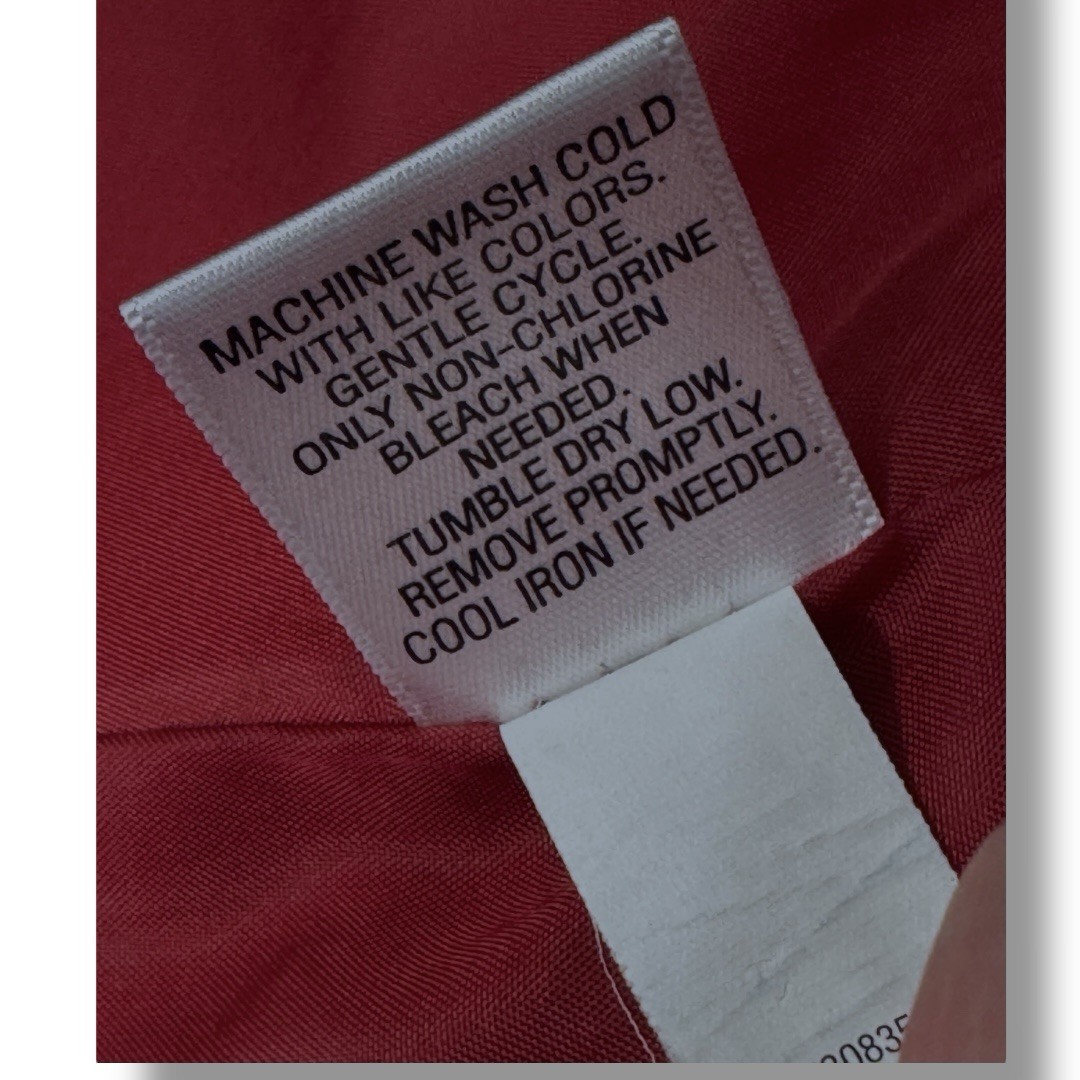 MACHINE WASH COLD
WITH LIKE COLORS.
GENTLE CYCLE.
ONLY NON-CHLORINE
BLEACH WHEN
NEEDED.
TUMBLE DRY LOW.
REMOVE PROMPTLY.
COOL IRON IF NEEDED.